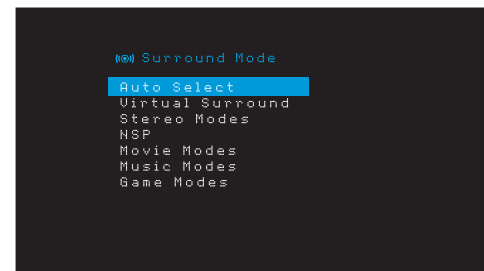 Surround Mode
Auto Select
Virtual Surround
Stereo Modes
NSP
Movie Modes
Music Modes
Game Modes